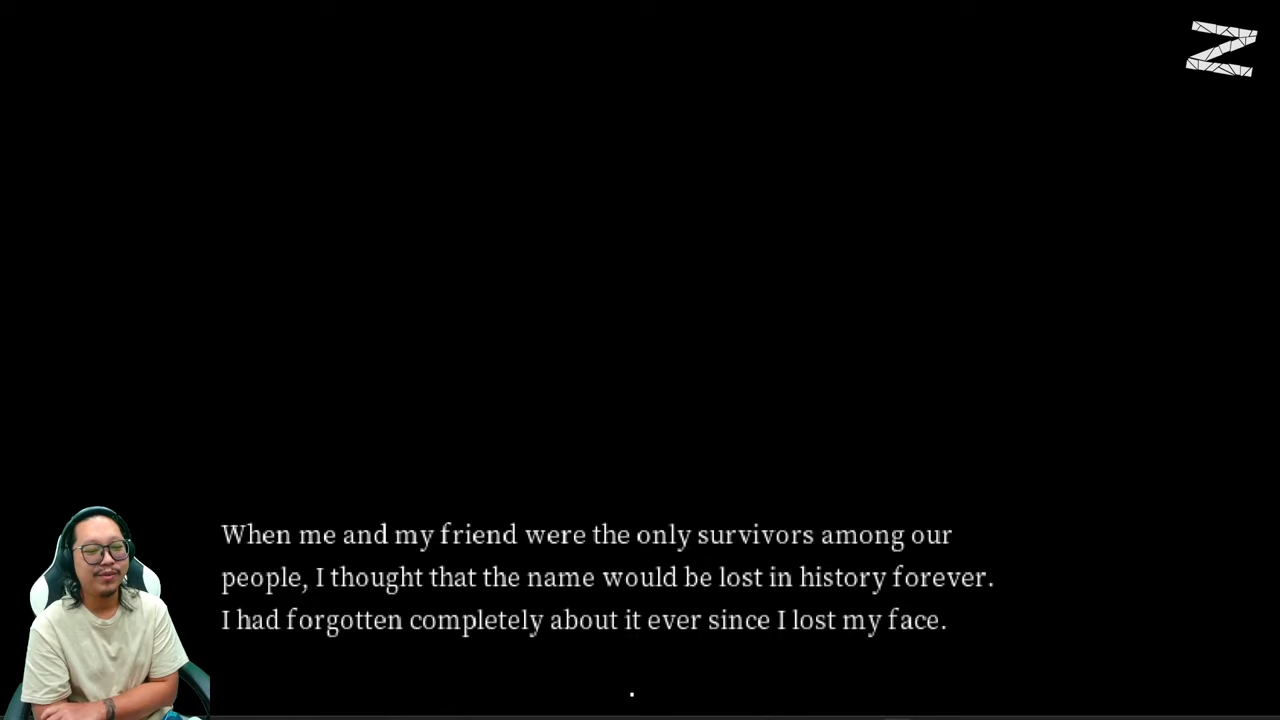 Z
When me and my friend were the only survivors among our
people, I thought that the name would be lost in history forever.
I had forgotten completely about it ever since I lost my face.